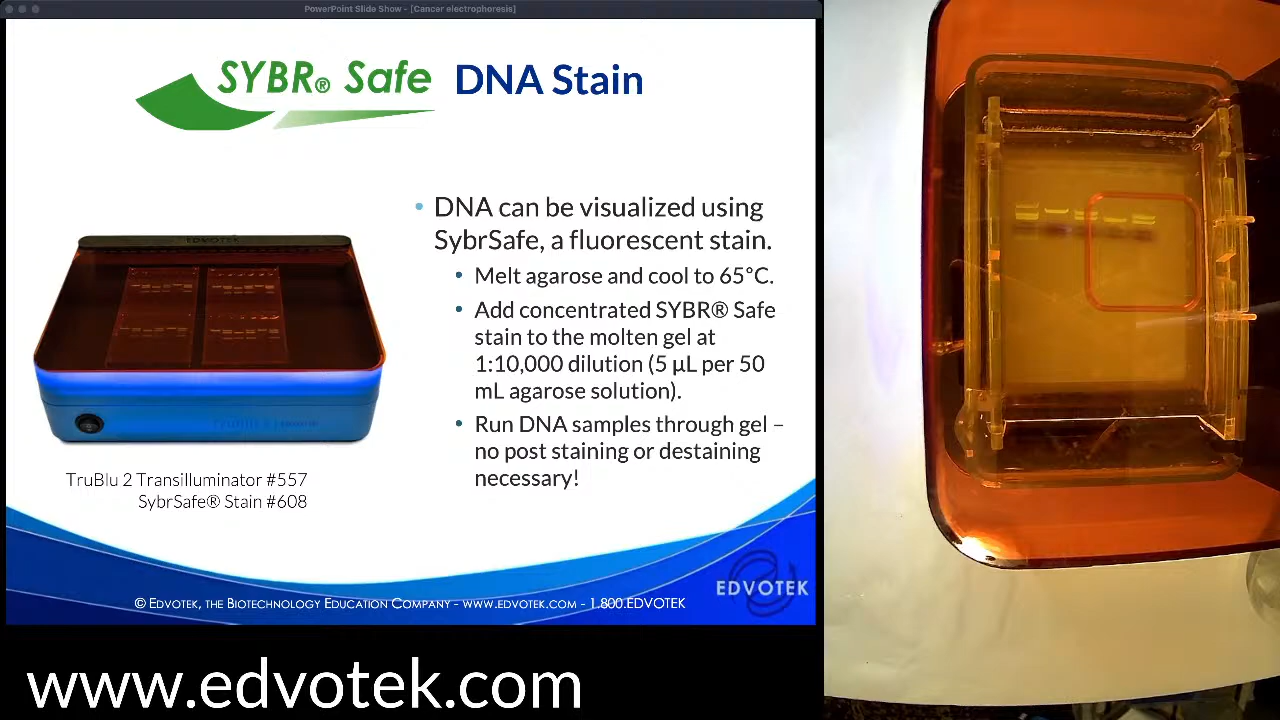 PowerPoint Slide Show - [Cancer electrophoresis]
SYBR® Safe DNA Stain
EDVOTEK
• DNA can be visualized using
SybrSafe, a fluorescent stain.
• Melt agarose and cool to 65°C.
• Add concentrated SYBR® Safe
stain to the molten gel at
1:10,000 dilution (5 µL per 50
mL agarose solution).
• Run DNA samples through gel –
no post staining or destaining
necessary!
TruBlu 2 Transilluminator #557
SybrSafe® Stain #608
EDVOTEK
© EDVOTEK, THE BIOTECHNOLOGY EDUCATION COMPANY - WWW.EDVOTEK.COM - 1.800.EDVOTEK
www.edvotek.com